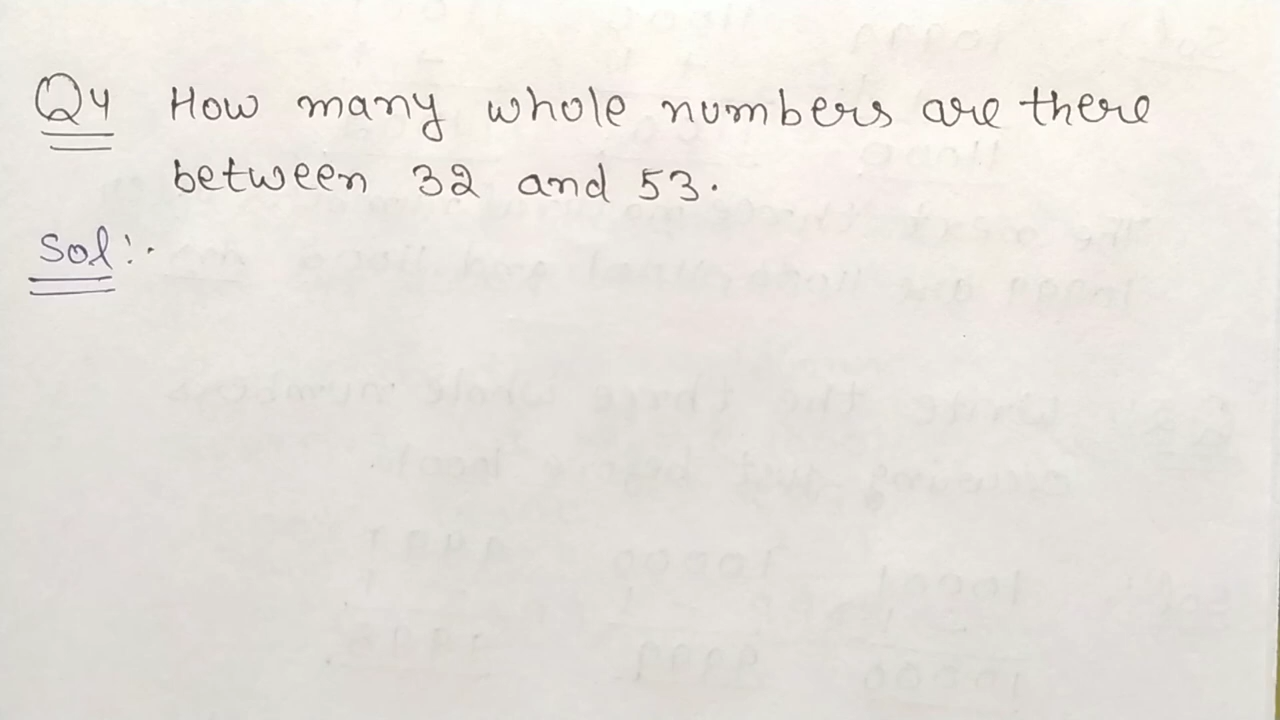 Q4 How many whole numbers are there
between 32 and 53.
Sol:-